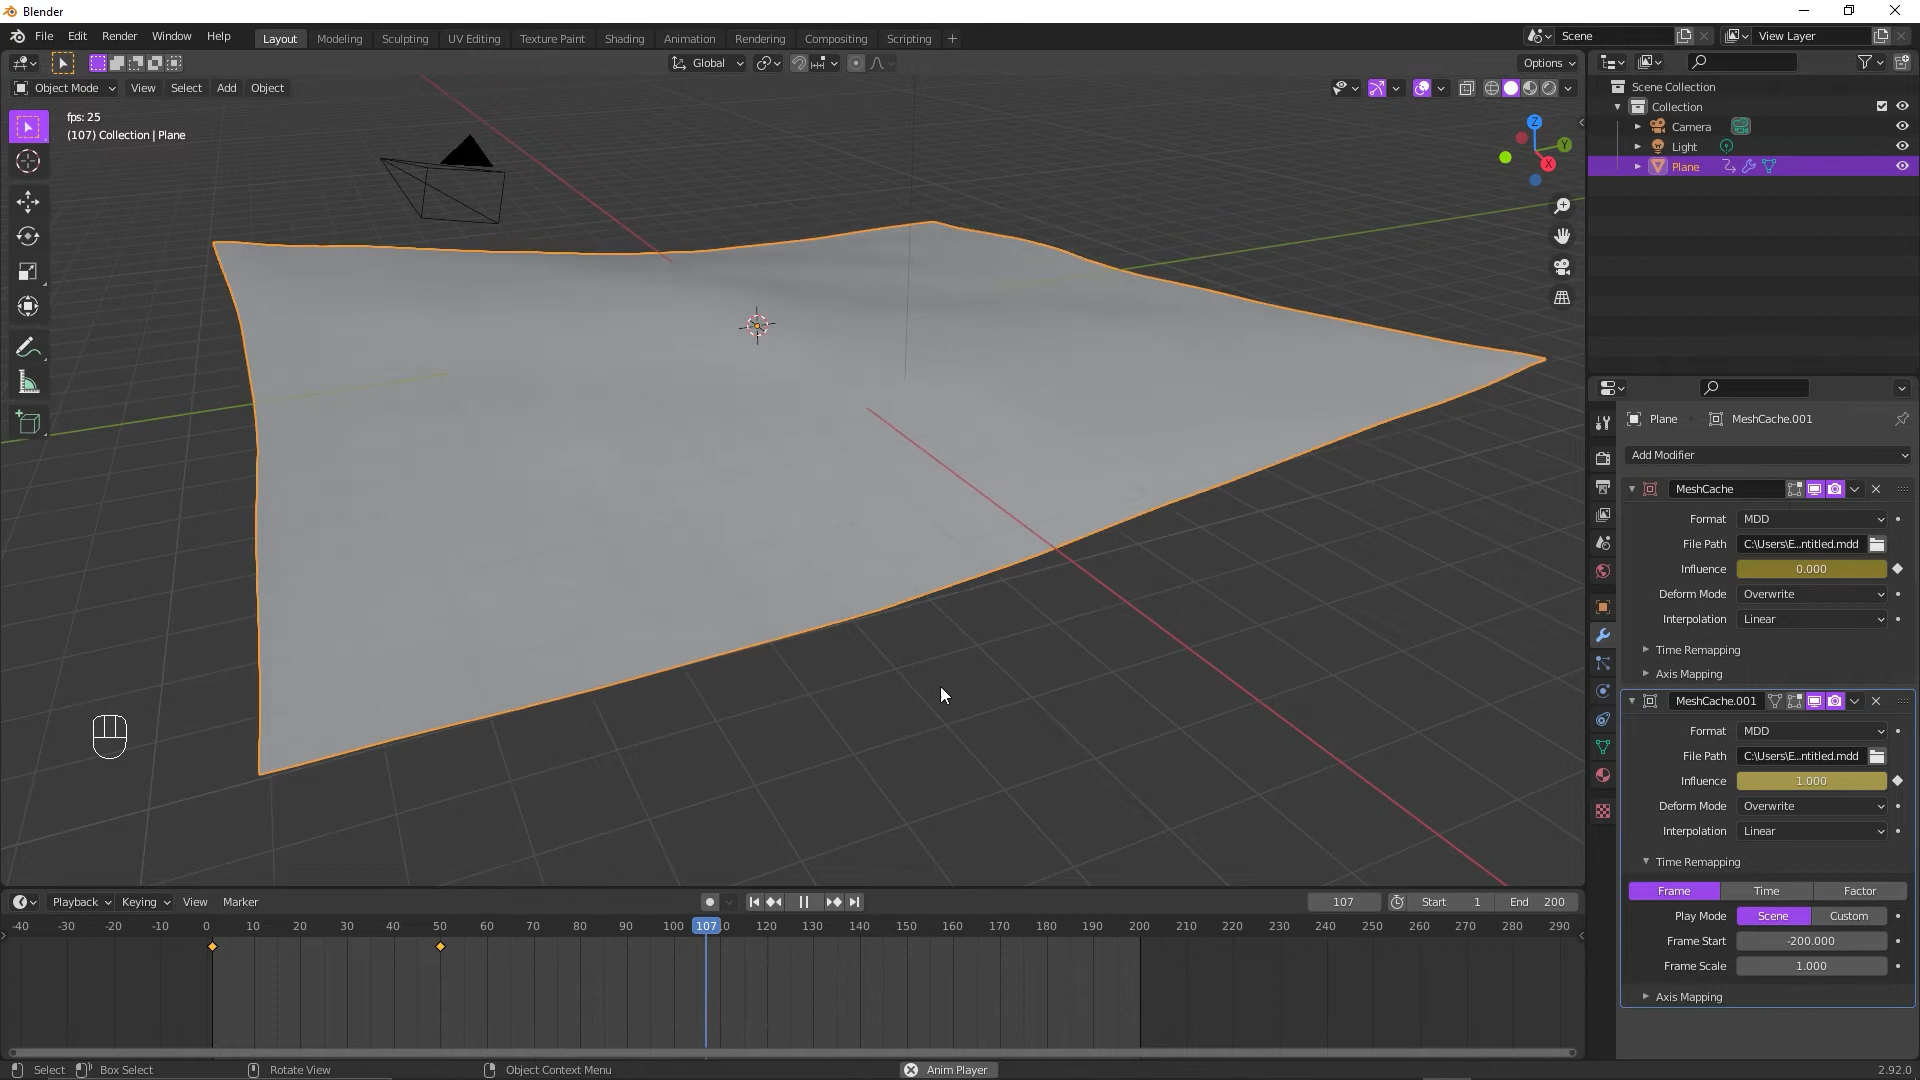 Blender
File Edit Render Window Help Layout Modeling Sculpting UV Editing Texture Paint Shading Animation Rendering Compositing Scripting + Scene View Layer
Global Options
Object Mode View Select Add Object
fps: 25
(107) Collection | Plane
Z
Y
X
Scene Collection
Collection
Camera
Light
Plane
Plane MeshCache.001
Add Modifier
MeshCache
Format MDD
File Path C:\Users\E...ntitled.mdd
Influence 0.000
Deform Mode Overwrite
Interpolation Linear
Time Remapping
Axis Mapping
MeshCache.001
Format MDD
File Path C:\Users\E...ntitled.mdd
Influence 1.000
Deform Mode Overwrite
Interpolation Linear
Time Remapping
Frame Time Factor
Play Mode Scene Custom
Frame Start -200.000
Frame Scale 1.000
Axis Mapping
Playback Keying View Marker 107 Start 1 End 200
-40 -30 -20 -10 0 10 20 30 40 50 60 70 80 90 100 107 0 120 130 140 150 160 170 180 190 200 210 220 230 240 250 260 270 280 290
Select Box Select Rotate View Object Context Menu Anim Player 2.92.0